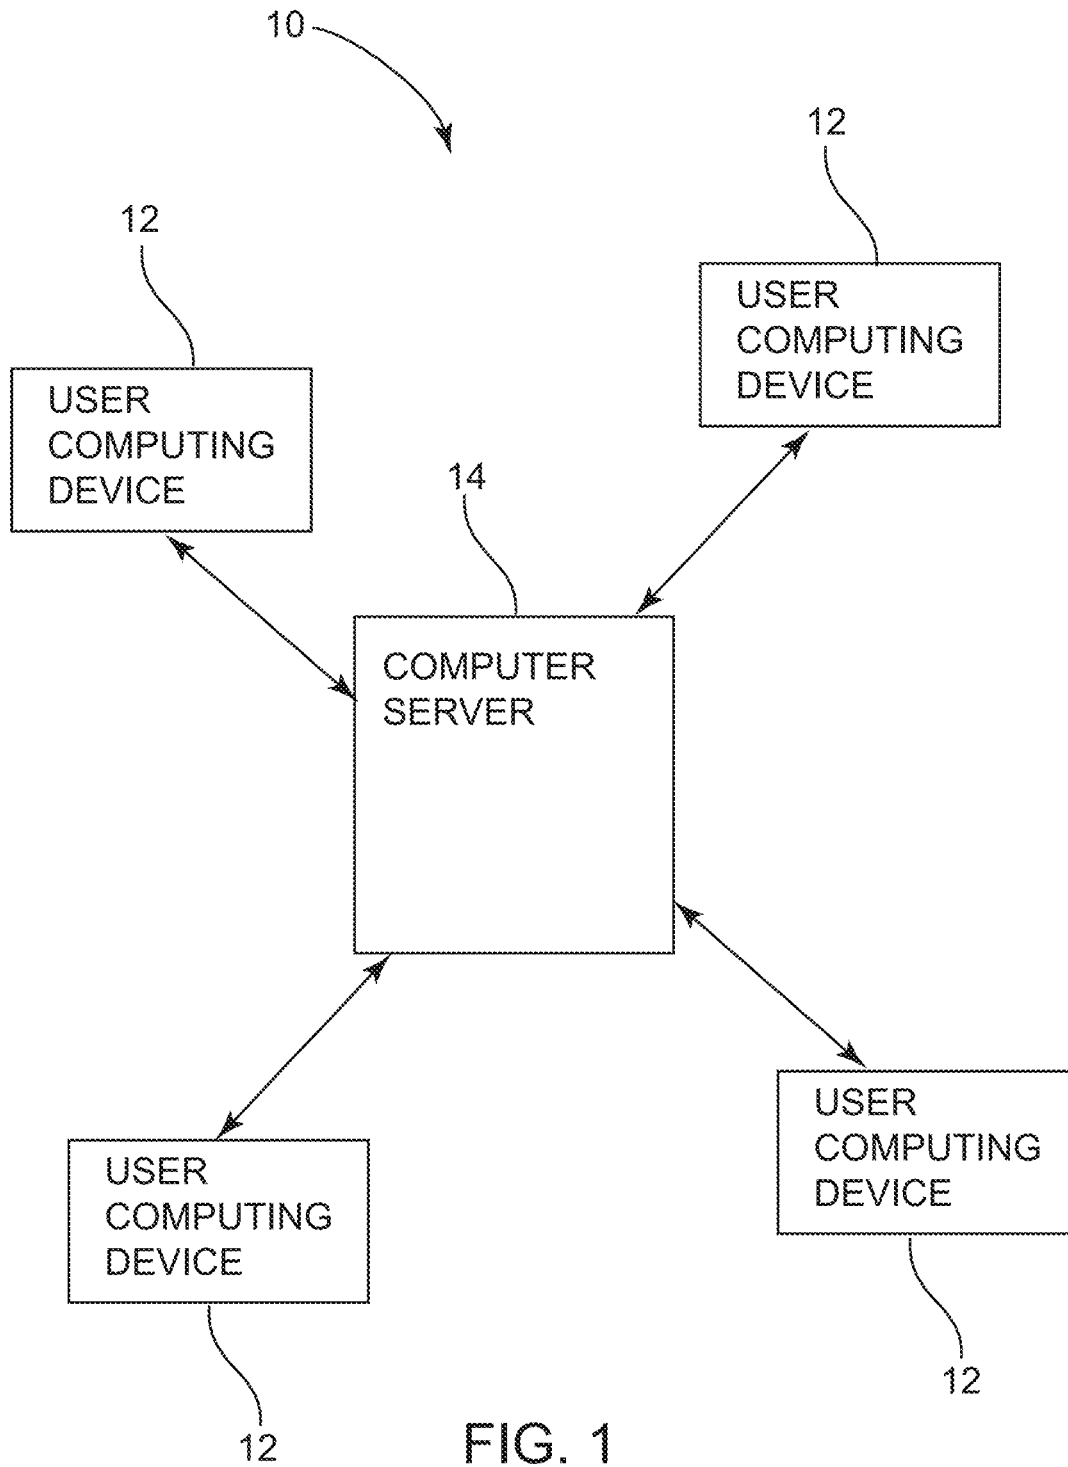 10
12
12
USER
COMPUTING
DEVICE
USER
COMPUTING
DEVICE
14
COMPUTER
SERVER
USER
COMPUTING
DEVICE
USER
COMPUTING
DEVICE
12
12
FIG. 1